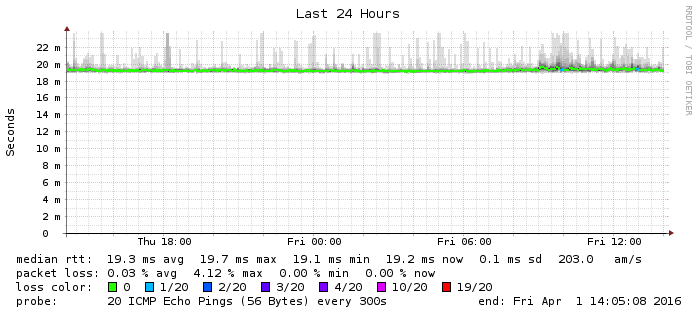 Last 24 Hours
RRDTOOL / TOBI OETIKER
Seconds
22 m
20 m
18 m
16 m
14 m
12 m
10 m
8 m
6 m
4 m
2 m
0
Thu 18:00 Fri 00:00 Fri 06:00 Fri 12:00
median rtt: 19.3 ms avg 19.7 ms max 19.1 ms min 19.2 ms now 0.1 ms sd 203.0 am/s
packet loss: 0.03 % avg 4.12 % max 0.00 % min 0.00 % now
loss color: 0 1/20 2/20 3/20 4/20 10/20 19/20
probe: 20 ICMP Echo Pings (56 Bytes) every 300s end: Fri Apr 1 14:05:08 2016